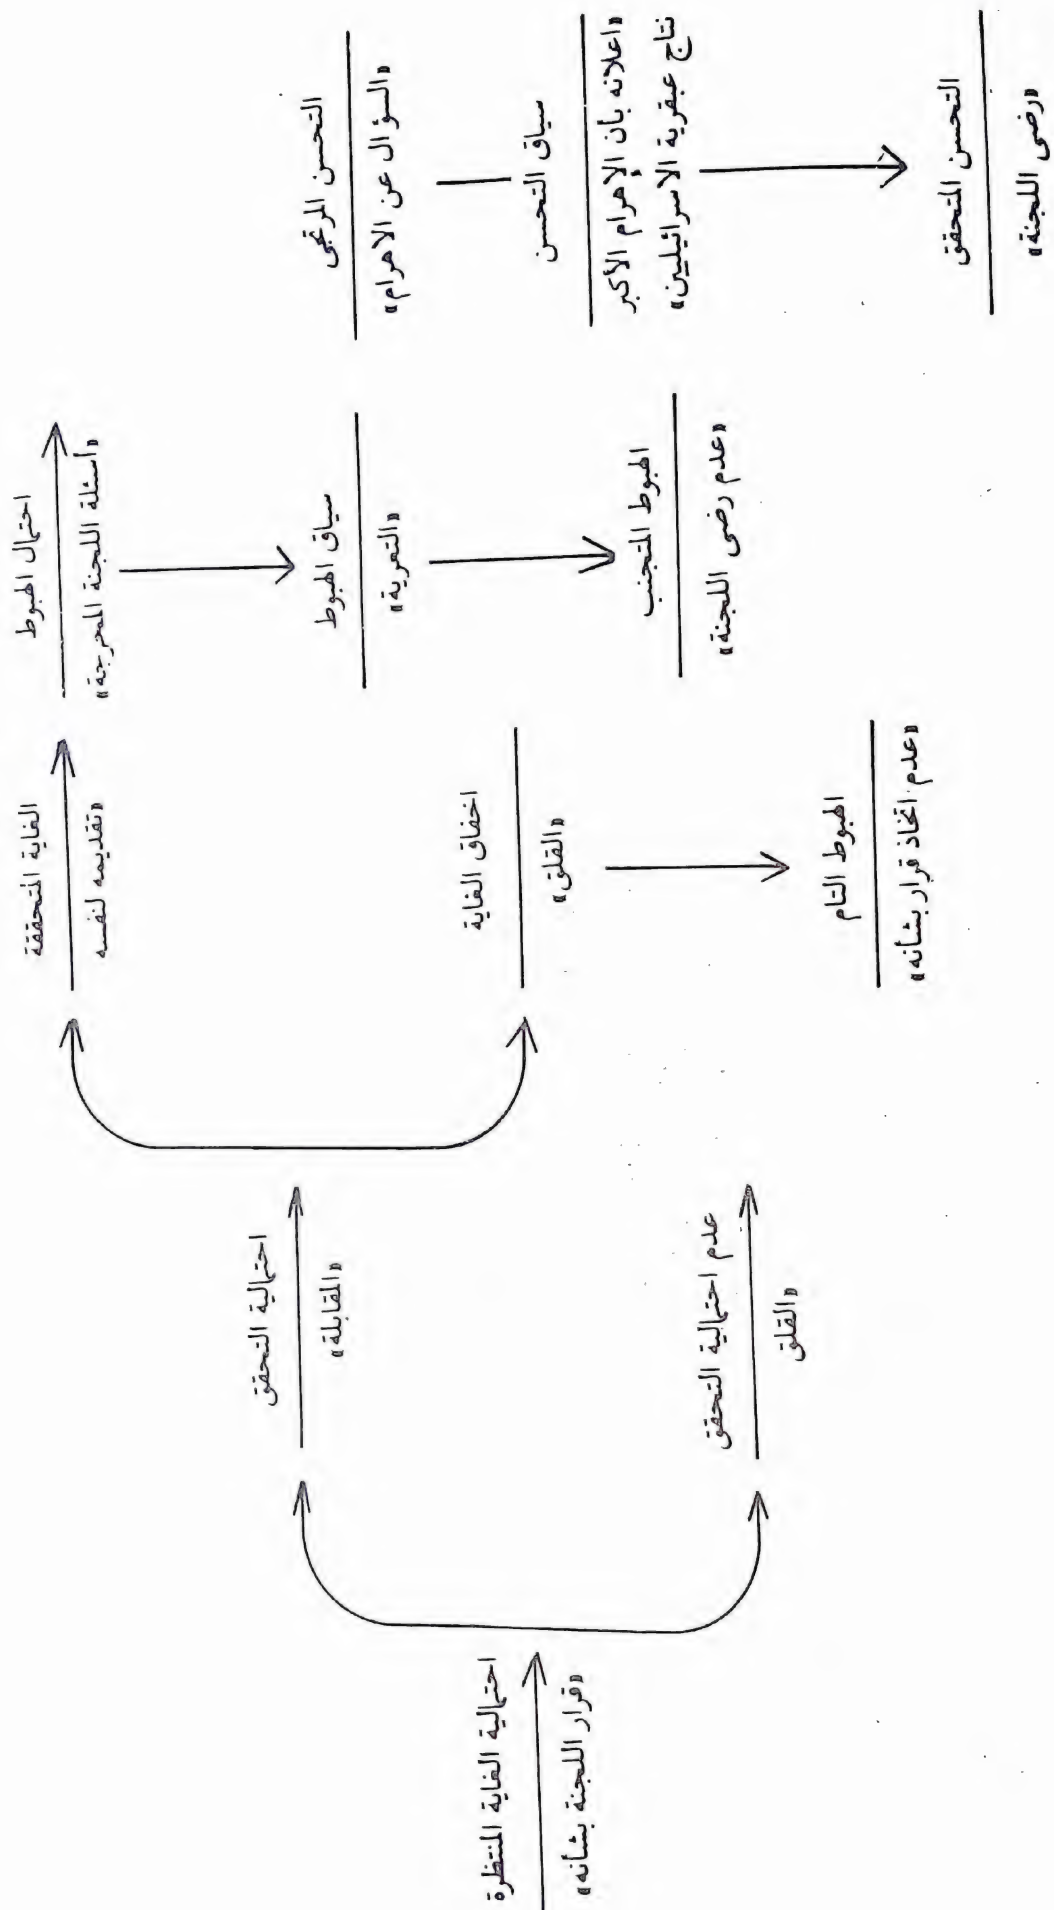 احتمالية الغاية المنتظرة
«قرار اللجنة بشأنه»
احتمالية التحقق
«المقابلة»
عدم احتمالية التحقق
«القلق»
الغاية المتحققة
«تقديمه لنفسه
اخفاق الغاية
«القلق»
الهبوط التام
«عدم اتخاذ قرار بشأنه»
احتمال الهبوط
«أسئلة اللجنة المحرجة»
سياق الهبوط
«التعرية»
الهبوط المتجنب
«عدم رضى اللجنة»
التحسن المرتجى
«السؤال عن الاهرام»
سياق التحسن
«اعلانه بأن الإهرام الأكبر
نتاج عبقرية الاسرائيليين»
التحسن المتحقق
«رضى اللجنة»